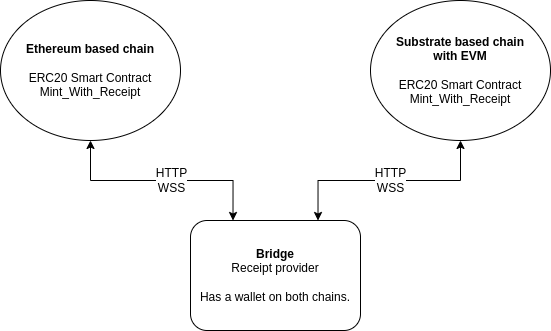 Ethereum based chain
ERC20 Smart Contract
Mint_With_Receipt
Substrate based chain
with EVM
ERC20 Smart Contract
Mint_With_Receipt
HTTP
WSS
HTTP
WSS
Bridge
Receipt provider
Has a wallet on both chains.